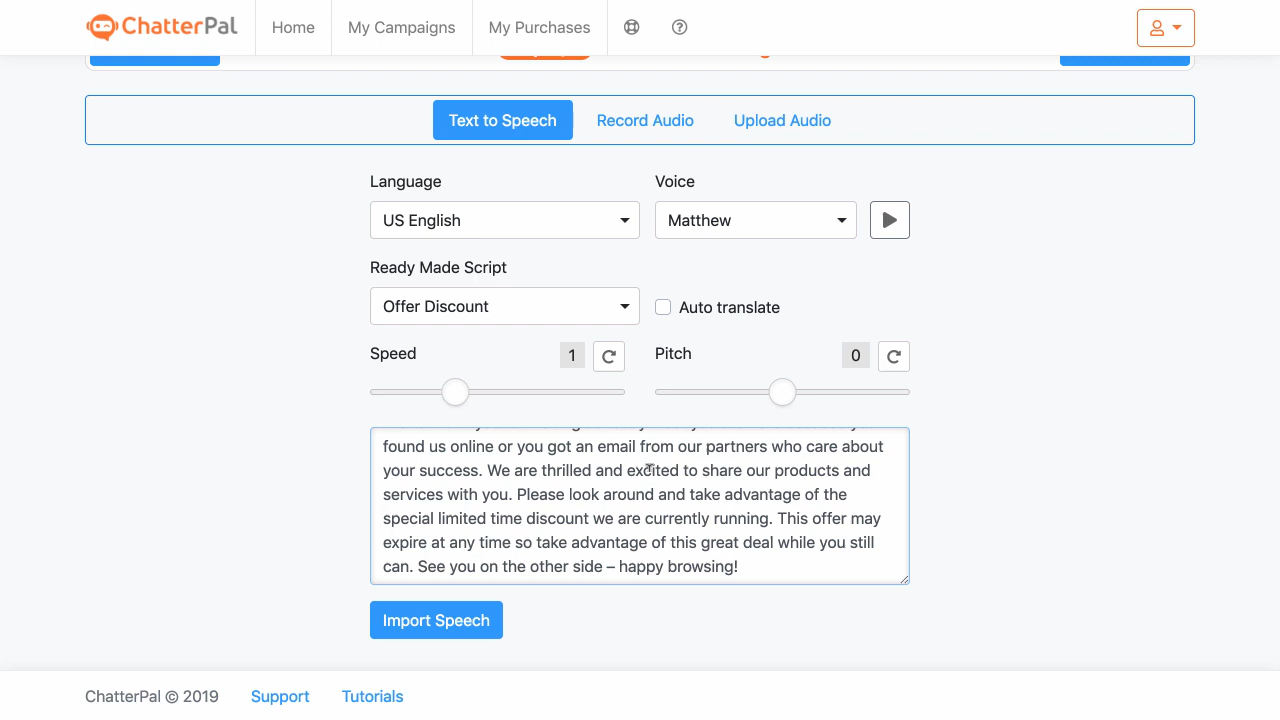 ChatterPal
Home
My Campaigns
My Purchases
Text to Speech
Record Audio
Upload Audio
Language
Voice
US English
Matthew
Ready Made Script
Offer Discount
Auto translate
Speed
1
Pitch
0
found us online or you got an email from our partners who care about
your success. We are thrilled and excited to share our products and
services with you. Please look around and take advantage of the
special limited time discount we are currently running. This offer may
expire at any time so take advantage of this great deal while you still
can. See you on the other side – happy browsing!
Import Speech
ChatterPal © 2019
Support
Tutorials